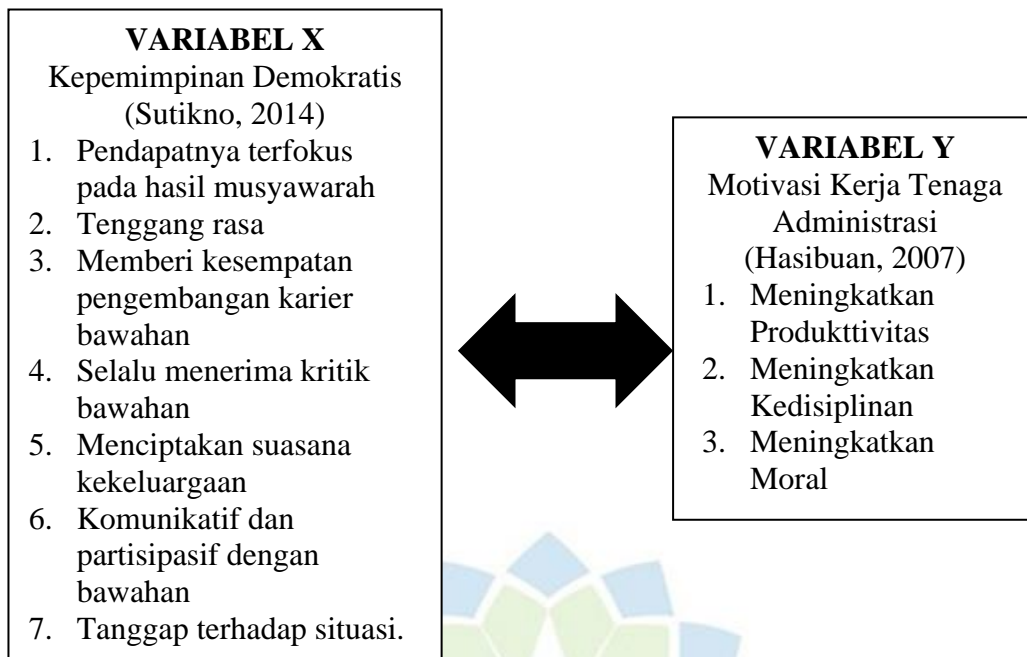 VARIABEL X
Kepemimpinan Demokratis
(Sutikno, 2014)
1. Pendapatnya terfokus
pada hasil musyawarah
2. Tenggang rasa
3. Memberi kesempatan
pengembangan karier
bawahan
4. Selalu menerima kritik
bawahan
5. Menciptakan suasana
kekeluargaan
6. Komunikatif dan
partisipasif dengan
bawahan
7. Tanggap terhadap situasi.
VARIABEL Y
Motivasi Kerja Tenaga
Administrasi
(Hasibuan, 2007)
1. Meningkatkan
Produkttivitas
2. Meningkatkan
Kedisiplinan
3. Meningkatkan
Moral